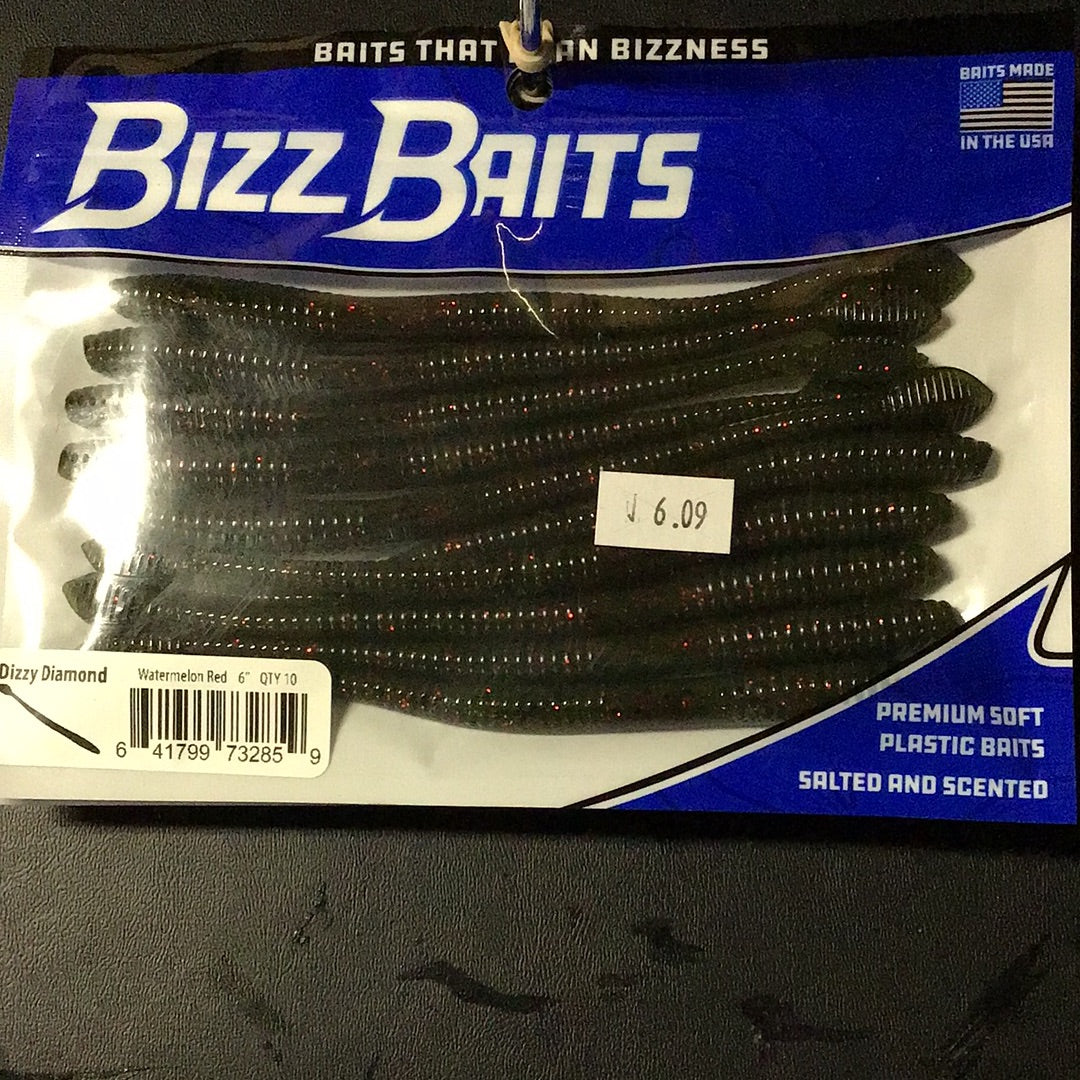 BAITS THAT AN BIZZNESS
BAITS MADE
IN THE USA
BIZZ BAITS
6.09
Dizzy Diamond
Watermelon Red 6" QTY 10
6 41799 73285 9
PREMIUM SOFT
PLASTIC BAITS
SALTED AND SCENTED